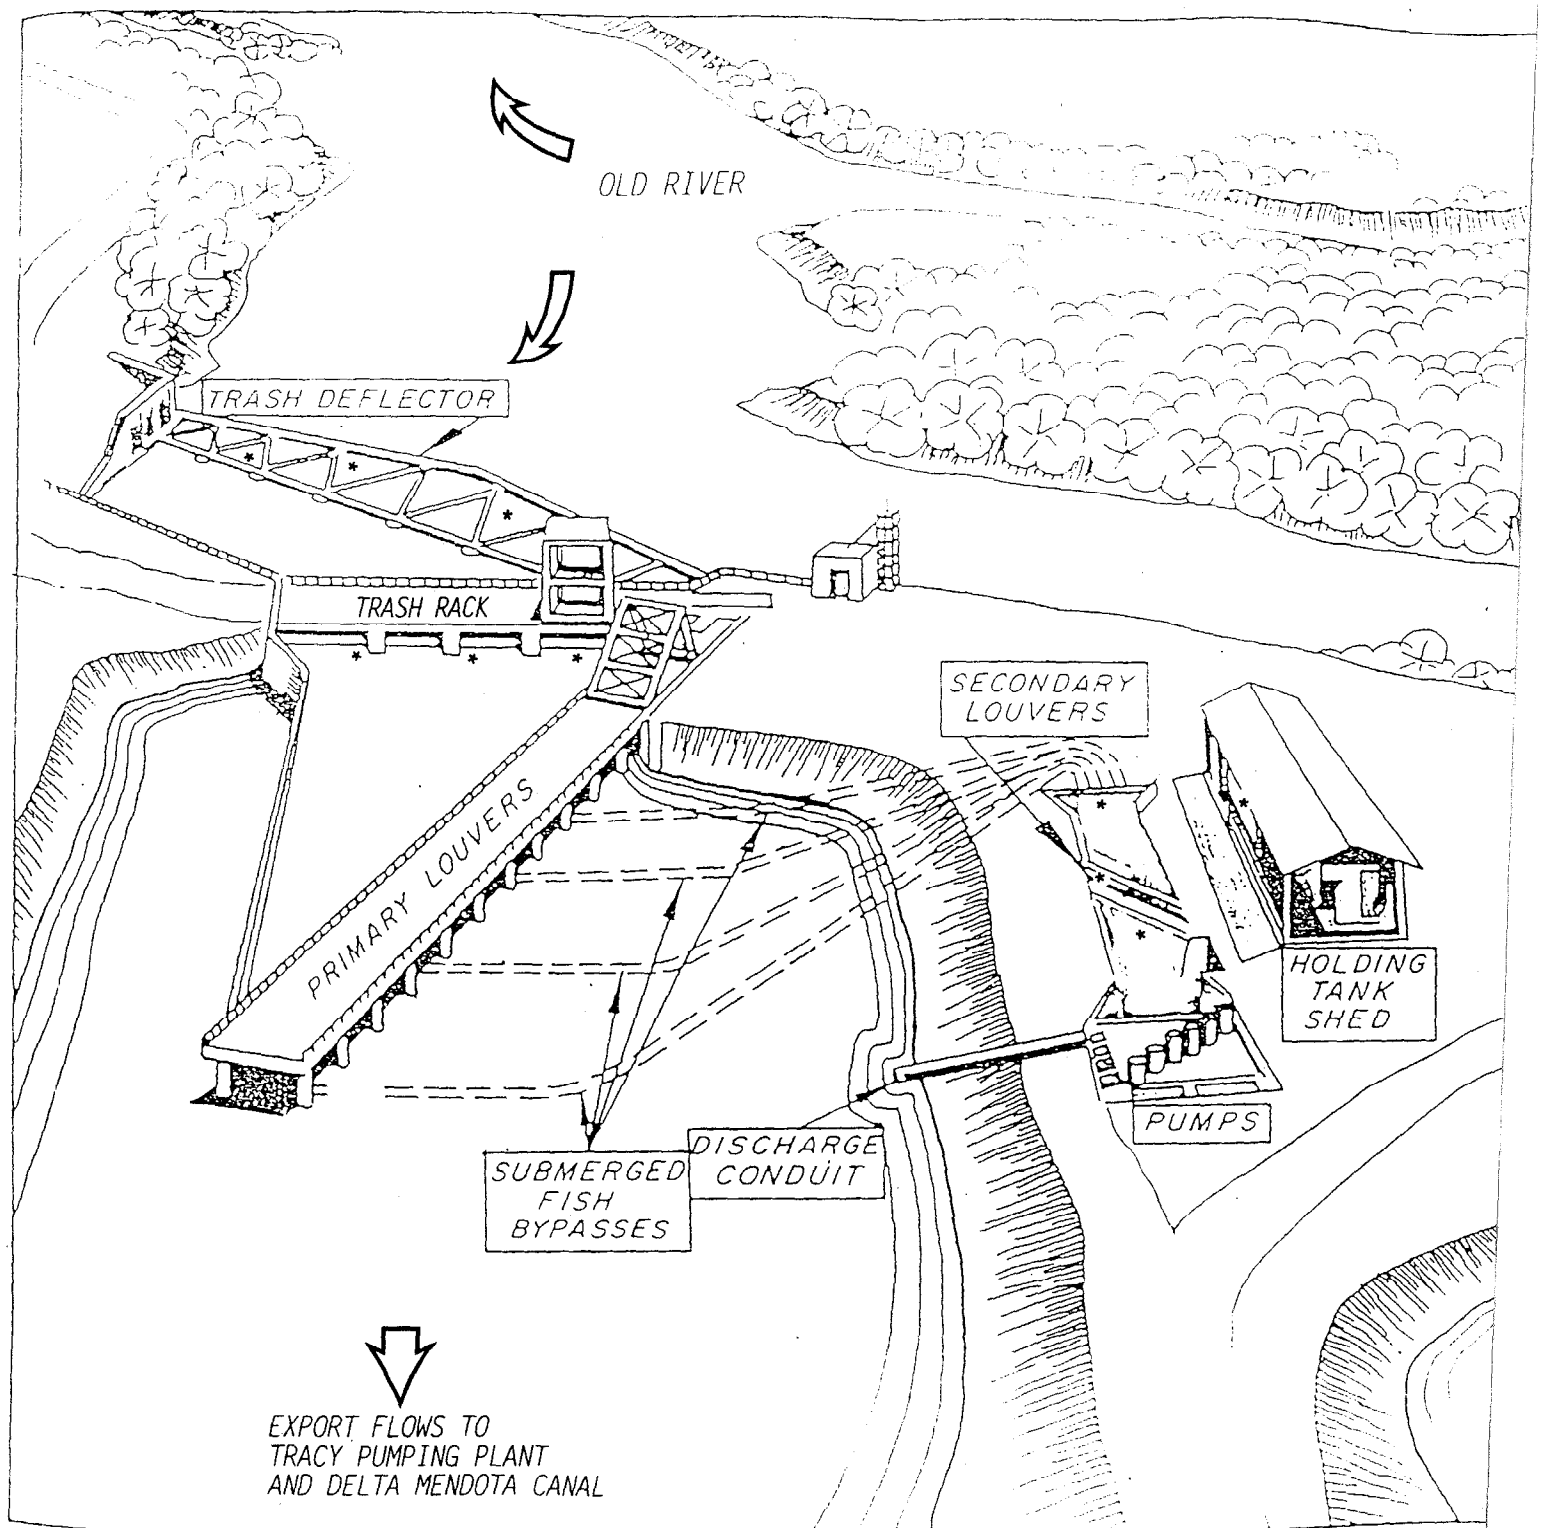 OLD RIVER
TRASH DEFLECTOR
TRASH RACK
SECONDARY
LOUVERS
PRIMARY LOUVERS
HOLDING
TANK
SHED
PUMPS
DISCHARGE
CONDUIT
SUBMERGED
FISH
BYPASSES
EXPORT FLOWS TO
TRACY PUMPING PLANT
AND DELTA MENDOTA CANAL